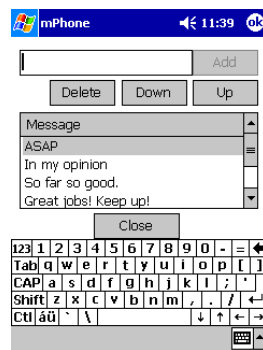 mPhone 11:39 ok
Add
Delete Down Up
Message
ASAP
In my opinion
So far so good.
Great jobs! Keep up!
Close
123 1 2 3 4 5 6 7 8 9 0 - =
Tab q w e r t y u i o p [ ]
CAP a s d f g h j k l ; '
Shift z x c v b n m , . /
Ctl áü ` \